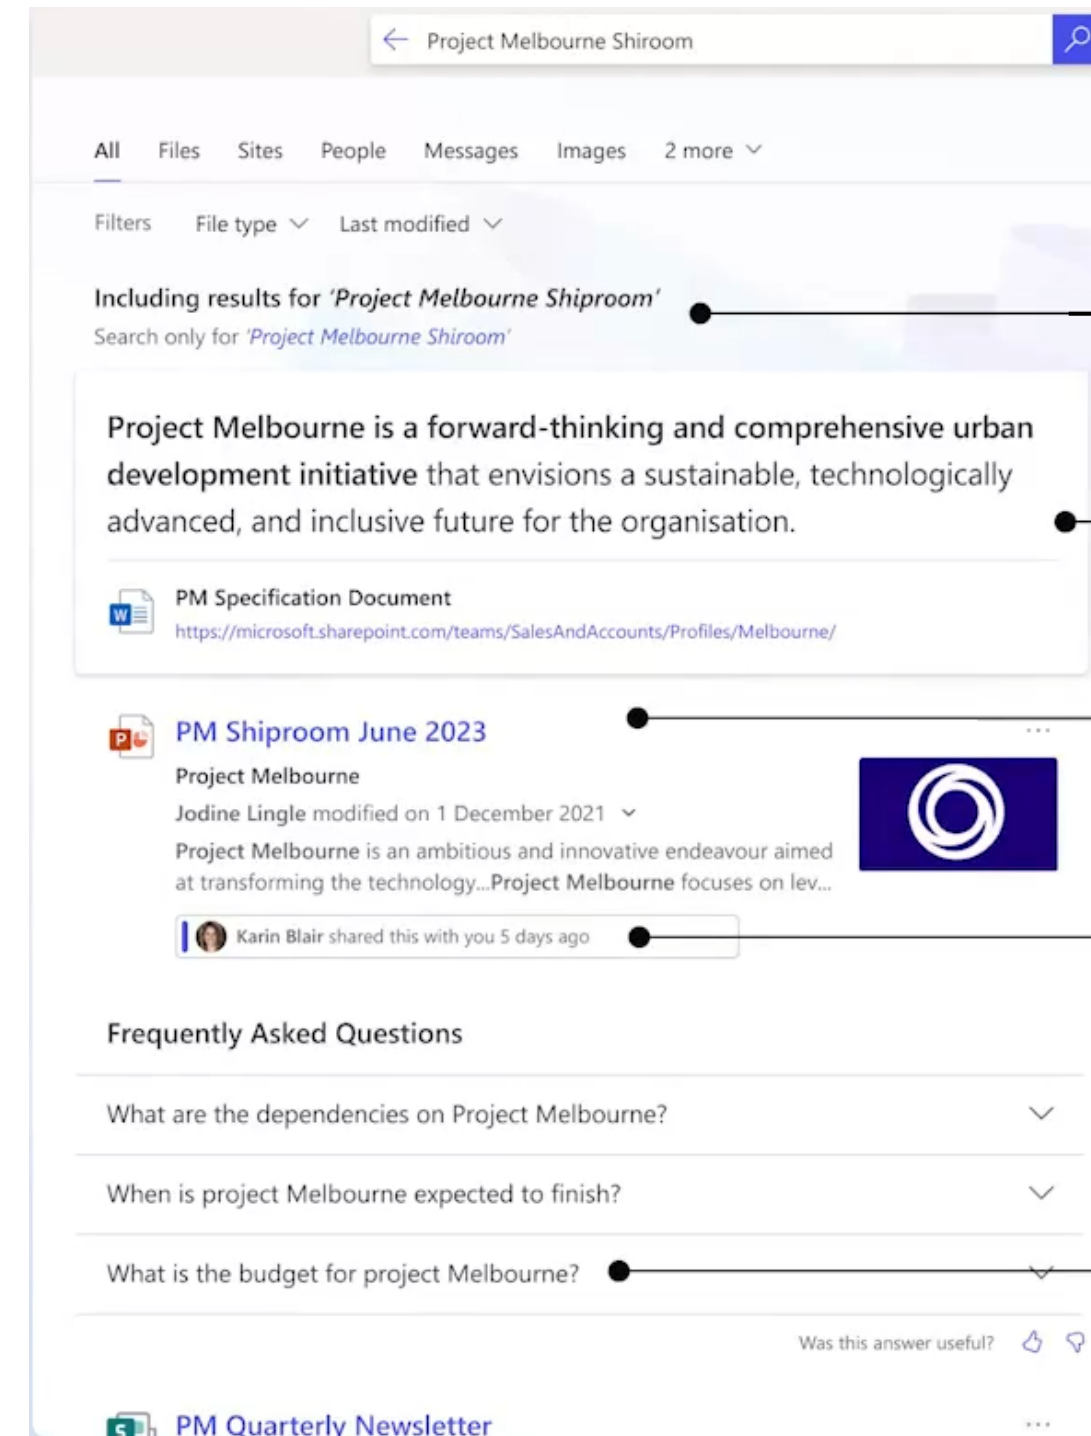 Project Melbourne Shiroom
All Files Sites People Messages Images 2 more
Filters File type Last modified
Including results for ‘Project Melbourne Shiproom’
Search only for ‘Project Melbourne Shiroom’
Project Melbourne is a forward-thinking and comprehensive urban
development initiative that envisions a sustainable, technologically
advanced, and inclusive future for the organisation.
W
PM Specification Document
https://microsoft.sharepoint.com/teams/SalesAndAccounts/Profiles/Melbourne/
P
PM Shiproom June 2023
Project Melbourne
Jodine Lingle modified on 1 December 2021
Project Melbourne is an ambitious and innovative endeavour aimed
at transforming the technology...Project Melbourne focuses on lev...
Karin Blair shared this with you 5 days ago
Frequently Asked Questions
What are the dependencies on Project Melbourne?
When is project Melbourne expected to finish?
What is the budget for project Melbourne?
Was this answer useful?
S
PM Quarterly Newsletter